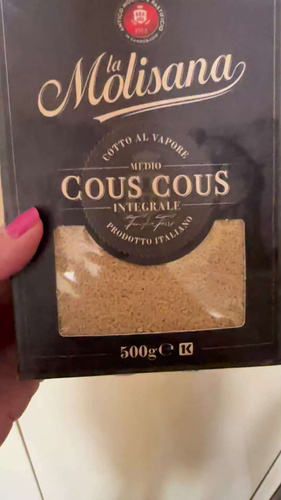 la
Molisana
COTTO AL VAPORE
MEDIO
COUS COUS
INTEGRALE
PRODOTTO ITALIANO
500g℮ K